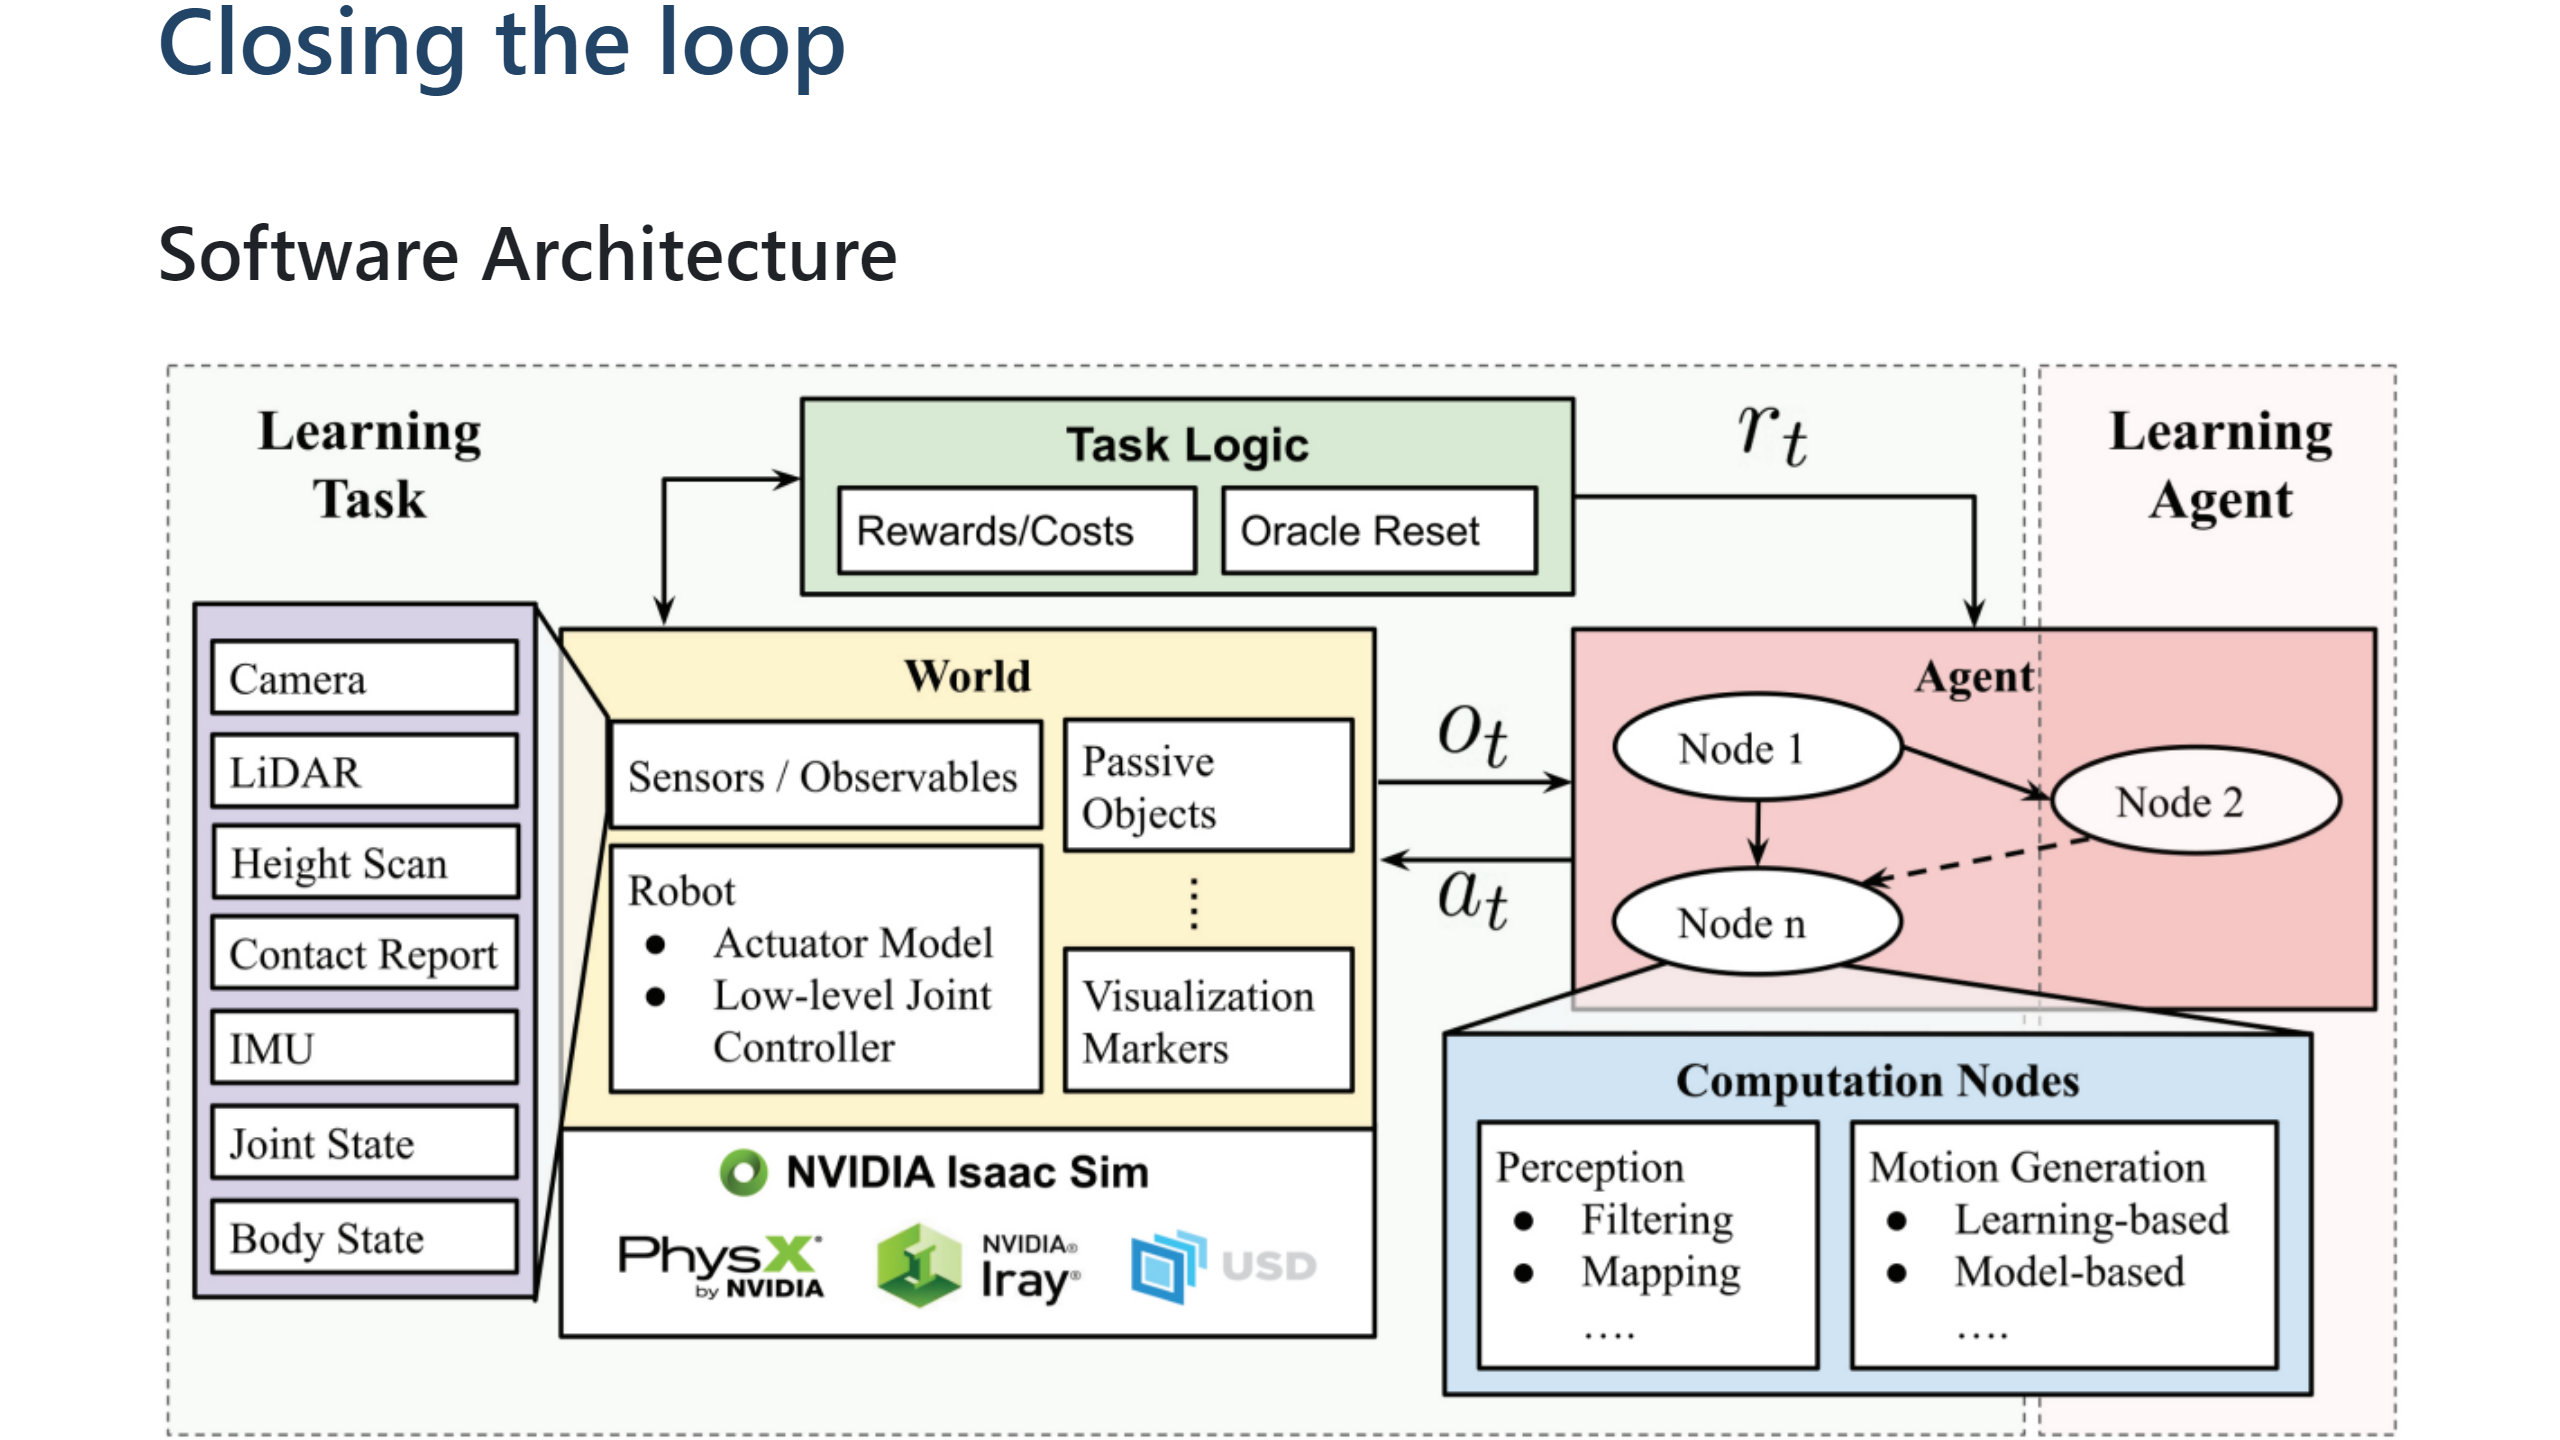 Closing the loop
Software Architecture
Learning
Task
Task Logic
Rewards/Costs
Oracle Reset
r_t
Learning
Agent
Camera
LiDAR
Height Scan
Contact Report
IMU
Joint State
Body State
World
Sensors / Observables
Passive
Objects
Robot
● Actuator Model
● Low-level Joint
Controller
Visualization
Markers
NVIDIA Isaac Sim
PhysX
by NVIDIA
NVIDIA®
Iray®
USD
o_t
a_t
Agent
Node 1
Node 2
Node n
Computation Nodes
Perception
● Filtering
● Mapping
....
Motion Generation
● Learning-based
● Model-based
....